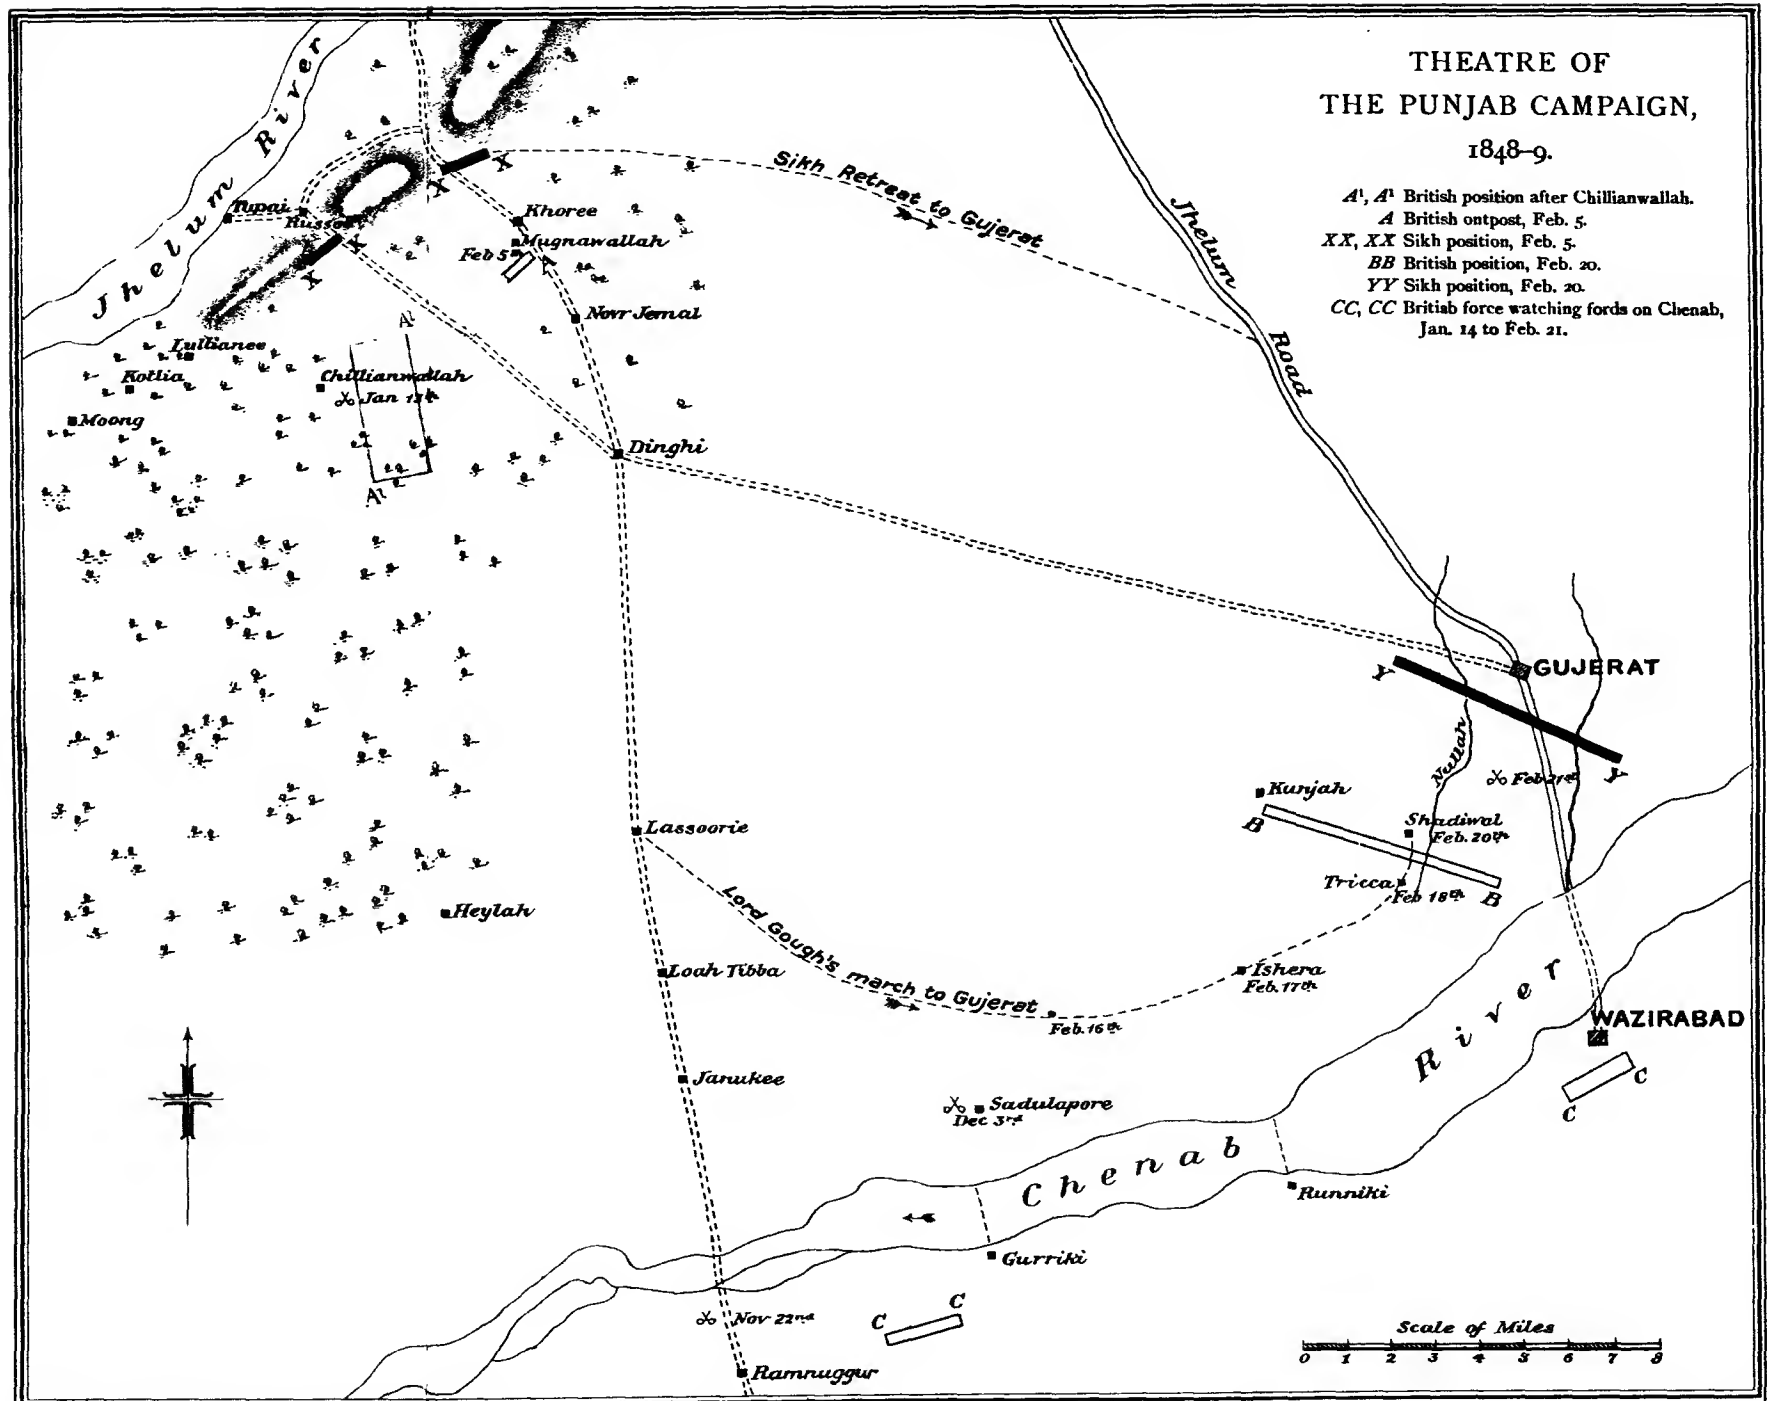 THEATRE OF
THE PUNJAB CAMPAIGN,
1848-9.
A¹, A¹ British position after Chillianwallah.
A British ontpost, Feb. 5.
XX, XX Sikh position, Feb. 5.
BB British position, Feb. 20.
YY Sikh position, Feb. 20.
CC, CC British force watching fords on Chenab,
Jan. 14 to Feb. 21.
Jhelum River
Tupai
X X
Khoree
Mugnawallah
Feb 5
A
X X
Nowr Jemal
Sikh Retreat to Gujerat
Jhelum Road
Lullianee
A¹
Kotlia
Chillianwallah
Jan 13th
Moong
Dinghi
A¹
GUJERAT
Y Y
Nullah
Feb 21st
Kunjah
B B
Shadiwal
Feb. 20th
Tricca
Feb 18th
Lassoorie
Heylah
Lord Gough's march to Gujerat
Loah Tibba
Ishera
Feb. 17th
Feb. 16th
WAZIRABAD
C C
Janukee
Sadulapore
Dec 3rd
Chenab River
Runniki
Gurriki
Nov 22nd
C C
Ramnuggur
Scale of Miles
0 1 2 3 4 5 6 7 8